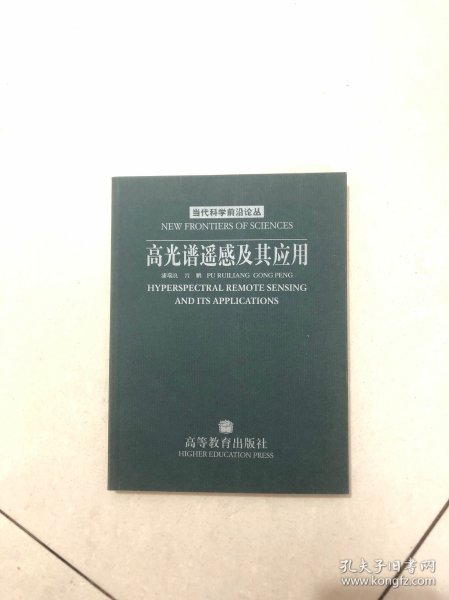 当代科学前沿论丛
NEW FRONTIERS OF SCIENCES
高光谱遥感及其应用
浦瑞良 宫 鹏 PU RUILIANG GONG PENG
HYPERSPECTRAL REMOTE SENSING
AND ITS APPLICATIONS
高等教育出版社
HIGHER EDUCATION PRESS
孔夫子旧书网
www.kongfz.com